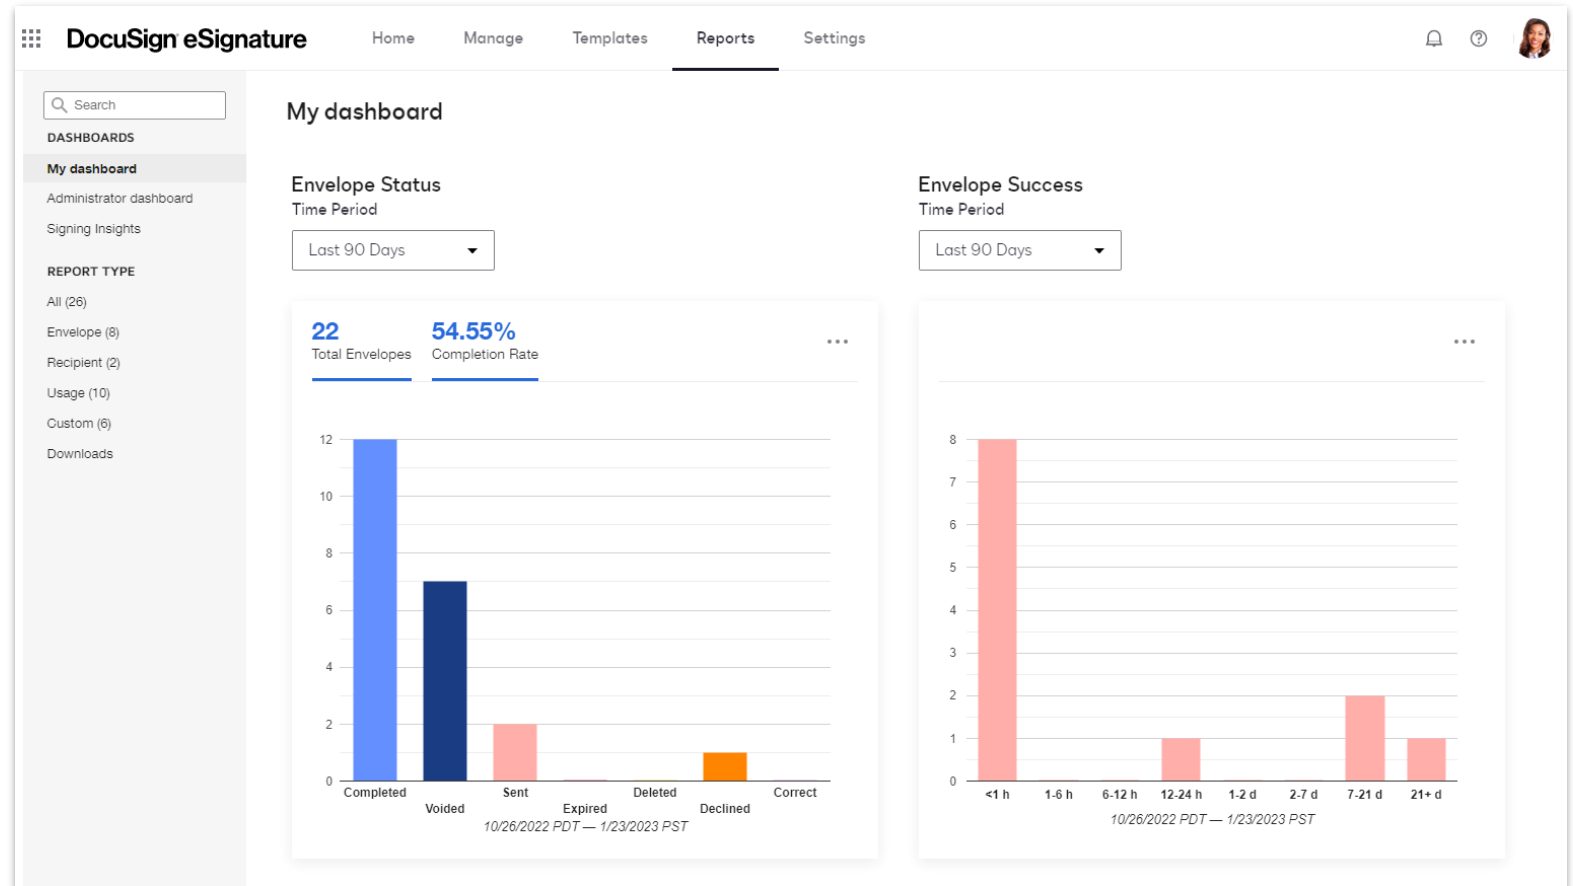 DocuSign eSignature
Home
Manage
Templates
Reports
Settings
Search
DASHBOARDS
My dashboard
Administrator dashboard
Signing Insights
REPORT TYPE
All (26)
Envelope (8)
Recipient (2)
Usage (10)
Custom (6)
Downloads
My dashboard
Envelope Status
Time Period
Last 90 Days
22
Total Envelopes
54.55%
Completion Rate
12
10
8
6
4
2
0
Completed
Voided
Sent
Expired
Deleted
Declined
Correct
10/26/2022 PDT — 1/23/2023 PST
Envelope Success
Time Period
Last 90 Days
8
7
6
5
4
3
2
1
0
<1 h
1-6 h
6-12 h
12-24 h
1-2 d
2-7 d
7-21 d
21+ d
10/26/2022 PDT — 1/23/2023 PST